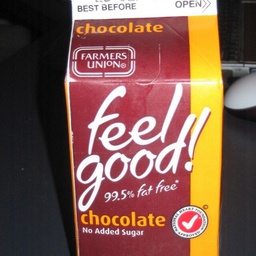 BEST BEFORE OPEN
chocolate
FARMERS
UNION®
feel
good!
99.5% fat free*
chocolate
No Added Sugar